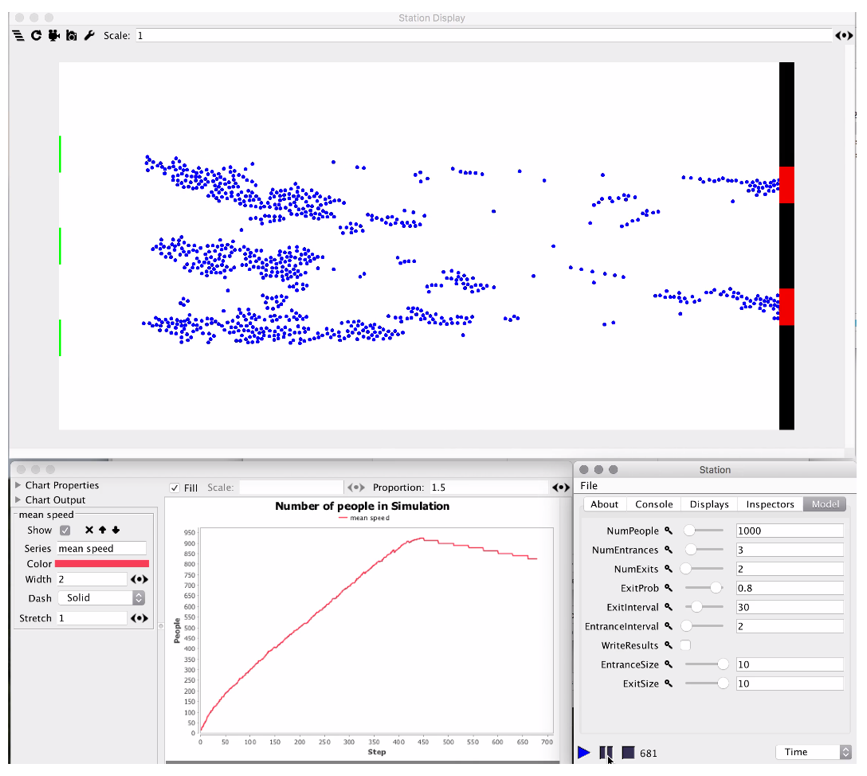 Station Display
Scale: 1
Chart Properties
Chart Output
mean speed
Show
Series mean speed
Color
Width 2
Dash Solid
Stretch 1
Fill Scale: Proportion: 1.5
Number of people in Simulation
mean speed
950
900
850
800
750
700
650
600
550
500
450
400
350
300
250
200
150
100
50
0
People
0 50 100 150 200 250 300 350 400 450 500 550 600 650 700
Step
Station
File
About Console Displays Inspectors Model
NumPeople 1000
NumEntrances 3
NumExits 2
ExitProb 0.8
ExitInterval 30
EntranceInterval 2
WriteResults
EntranceSize 10
ExitSize 10
681 Time